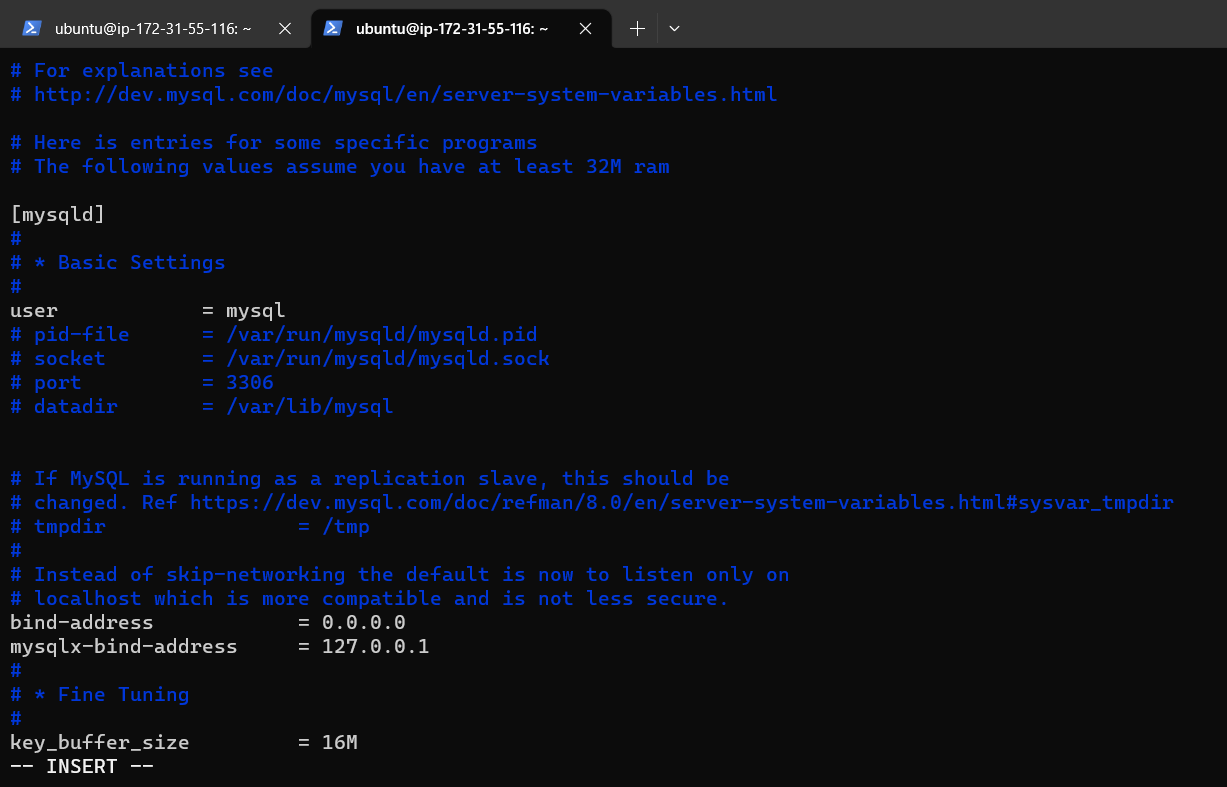 ubuntu@ip-172-31-55-116: ~
ubuntu@ip-172-31-55-116: ~
# For explanations see
# http://dev.mysql.com/doc/mysql/en/server-system-variables.html
# Here is entries for some specific programs
# The following values assume you have at least 32M ram
[mysqld]
#
# * Basic Settings
#
user            = mysql
# pid-file      = /var/run/mysqld/mysqld.pid
# socket        = /var/run/mysqld/mysqld.sock
# port          = 3306
# datadir       = /var/lib/mysql
# If MySQL is running as a replication slave, this should be
# changed. Ref https://dev.mysql.com/doc/refman/8.0/en/server-system-variables.html#sysvar_tmpdir
# tmpdir                = /tmp
#
# Instead of skip-networking the default is now to listen only on
# localhost which is more compatible and is not less secure.
bind-address            = 0.0.0.0
mysqlx-bind-address     = 127.0.0.1
#
# * Fine Tuning
#
key_buffer_size         = 16M
-- INSERT --